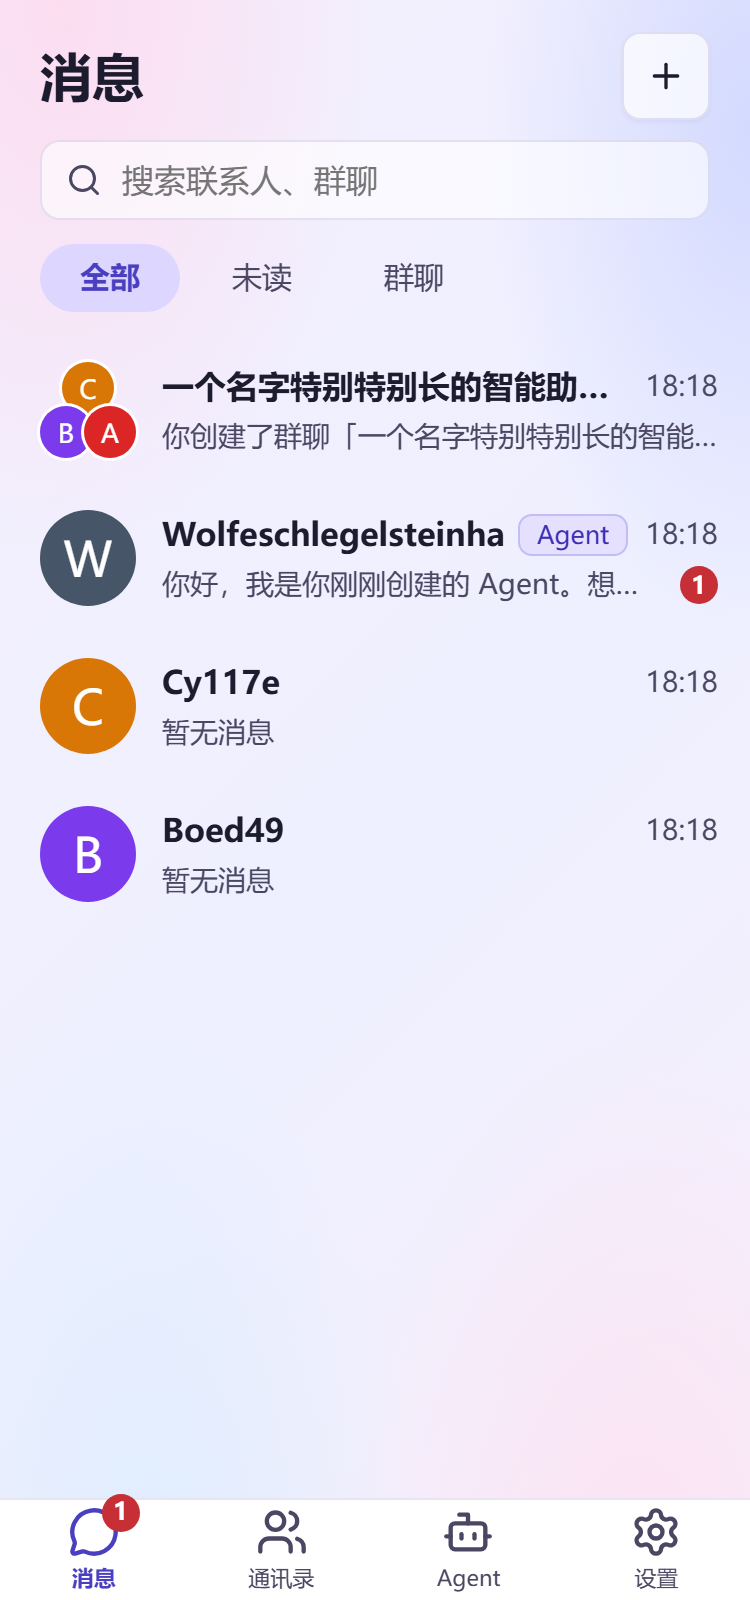 消息
搜索联系人、群聊
全部 未读 群聊
C
B A
一个名字特别特别长的智能助... 18:18
你创建了群聊「一个名字特别特别长的智能...
W
Wolfeschlegelsteinha Agent 18:18
你好，我是你刚刚创建的 Agent。想... 1
C
Cy117e 18:18
暂无消息
B
Boed49 18:18
暂无消息
1
消息 通讯录 Agent 设置